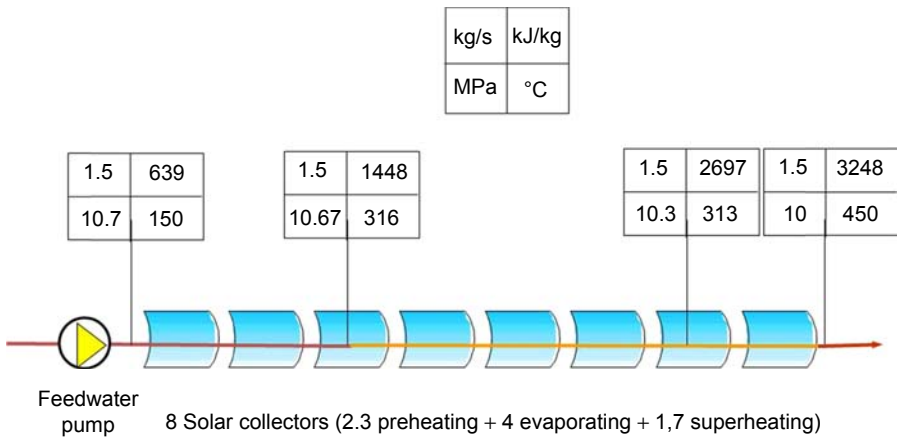 kg/s kJ/kg
MPa °C
1.5 639
10.7 150
1.5 1448
10.67 316
1.5 2697
10.3 313
1.5 3248
10 450
Feedwater
pump
8 Solar collectors (2.3 preheating + 4 evaporating + 1,7 superheating)